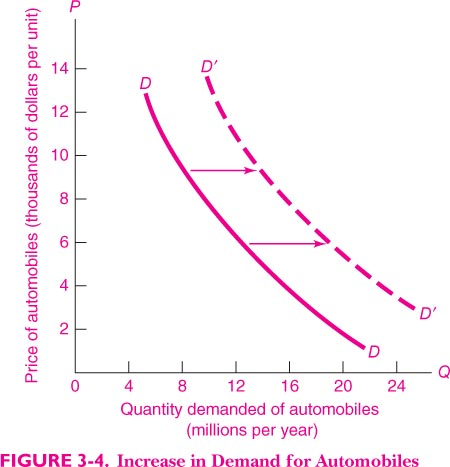 P
Price of automobiles (thousands of dollars per unit)
14
12
10
8
6
4
2
D
D′
D′
D
0
4
8
12
16
20
24
Q
Quantity demanded of automobiles
(millions per year)
FIGURE 3-4. Increase in Demand for Automobiles